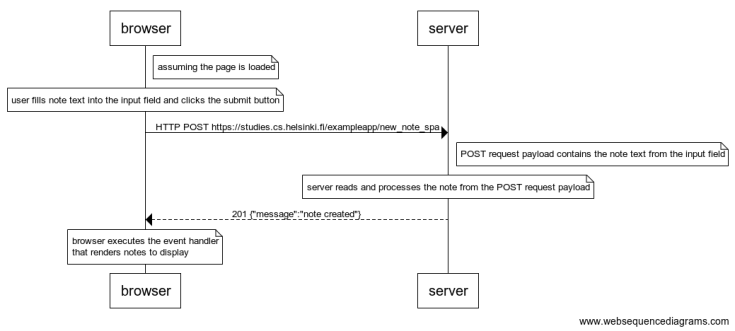 browser
server
assuming the page is loaded
user fills note text into the input field and clicks the submit button
HTTP POST https://studies.cs.helsinki.fi/exampleapp/new_note_spa
POST request payload contains the note text from the input field
server reads and processes the note from the POST request payload
201 {"message":"note created"}
browser executes the event handler
that renders notes to display
browser
server
www.websequencediagrams.com